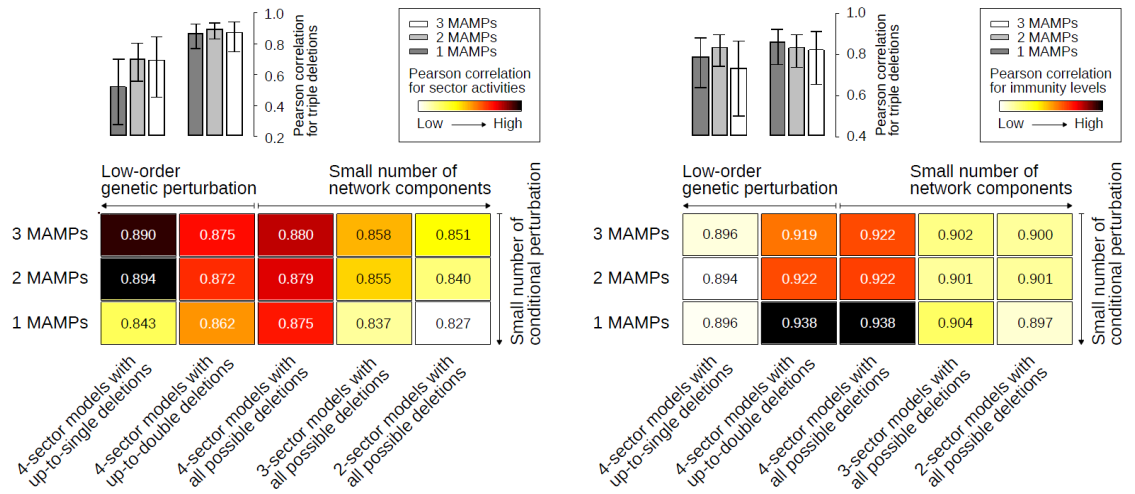 1.0
0.8
0.6
0.4
0.2
Pearson correlation
for triple deletions
3 MAMPs
2 MAMPs
1 MAMPs
Pearson correlation
for sector activities
Low
High
Low-order
genetic perturbation
Small number of
network components
Small number of
conditional perturbation
3 MAMPs 0.890 0.875 0.880 0.858 0.851
2 MAMPs 0.894 0.872 0.879 0.855 0.840
1 MAMPs 0.843 0.862 0.875 0.837 0.827
4-sector models with
up-to-single deletions
4-sector models with
up-to-double deletions
4-sector models with
all possible deletions
3-sector models with
all possible deletions
2-sector models with
all possible deletions
1.0
0.8
0.6
0.4
Pearson correlation
for triple deletions
3 MAMPs
2 MAMPs
1 MAMPs
Pearson correlation
for immunity levels
Low
High
Low-order
genetic perturbation
Small number of
network components
Small number of
conditional perturbation
3 MAMPs 0.896 0.919 0.922 0.902 0.900
2 MAMPs 0.894 0.922 0.922 0.901 0.901
1 MAMPs 0.896 0.938 0.938 0.904 0.897
4-sector models with
up-to-single deletions
4-sector models with
up-to-double deletions
4-sector models with
all possible deletions
3-sector models with
all possible deletions
2-sector models with
all possible deletions